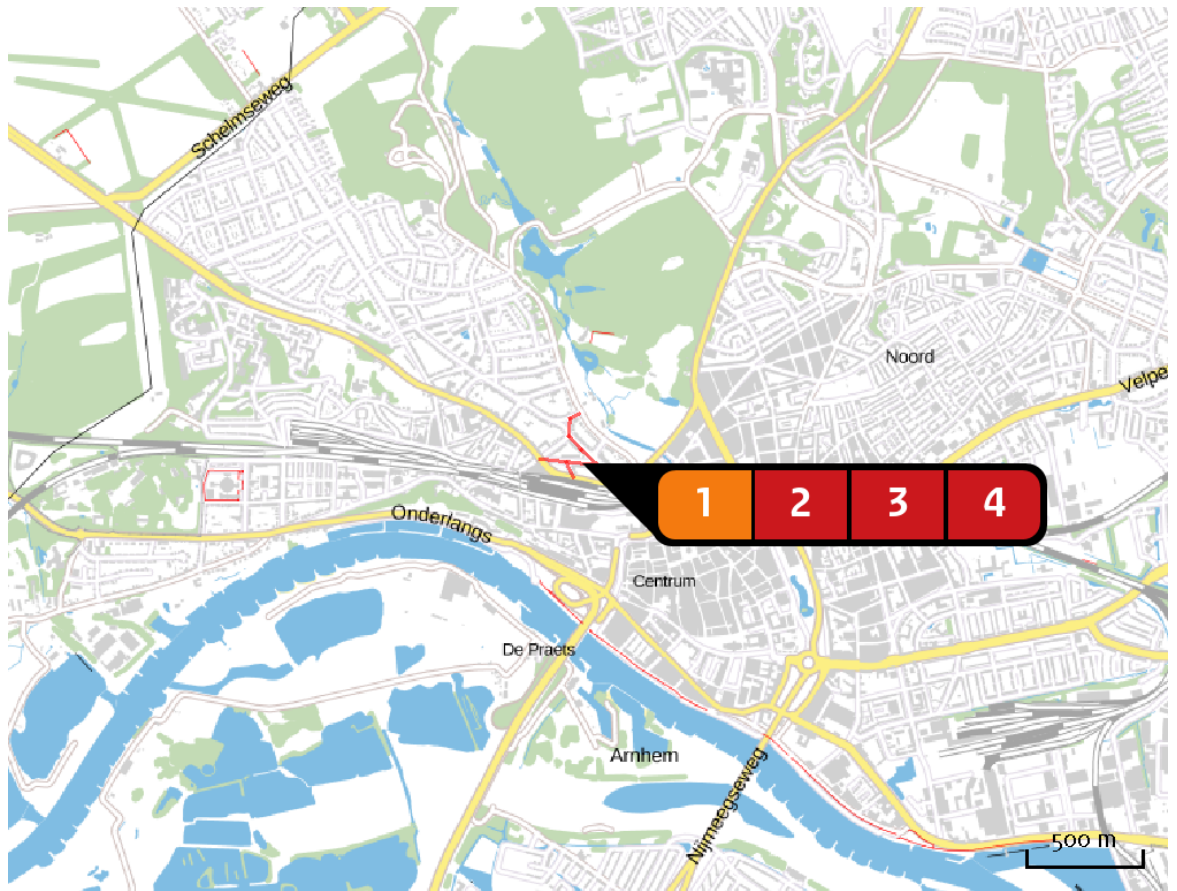 Schelmseweg
Noord
Velpe
1 2 3 4
Onderlangs
Centrum
De Praets
Arnhem
Nijmeegseweg
500 m